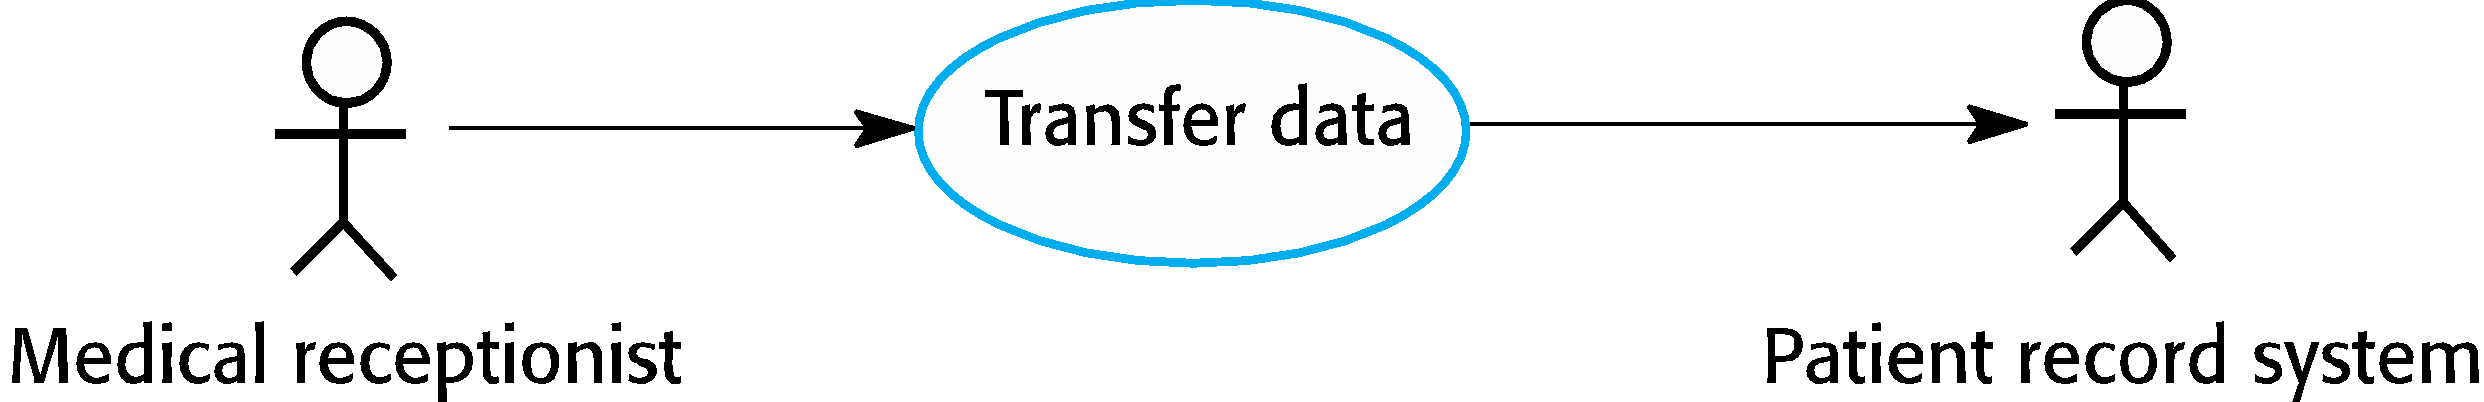 Transfer data
Medical receptionist
Patient record system